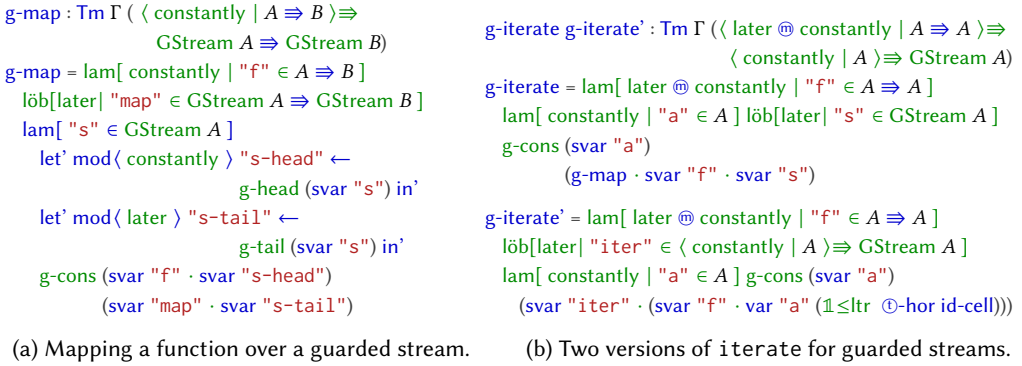 g-map : Tm Γ ( ⟨ constantly | A ⇛ B ⟩⇛
GStream A ⇛ GStream B)
g-map = lam[ constantly | "f" ∈ A ⇛ B ]
löb[later| "map" ∈ GStream A ⇛ GStream B ]
lam[ "s" ∈ GStream A ]
let' mod⟨ constantly ⟩ "s-head" ←
g-head (svar "s") in'
let' mod⟨ later ⟩ "s-tail" ←
g-tail (svar "s") in'
g-cons (svar "f" · svar "s-head")
(svar "map" · svar "s-tail")
(a) Mapping a function over a guarded stream.
g-iterate g-iterate' : Tm Γ (⟨ later ⓜ constantly | A ⇛ A ⟩⇛
⟨ constantly | A ⟩⇛ GStream A)
g-iterate = lam[ later ⓜ constantly | "f" ∈ A ⇛ A ]
lam[ constantly | "a" ∈ A ] löb[later| "s" ∈ GStream A ]
g-cons (svar "a")
(g-map · svar "f" · svar "s")
g-iterate' = lam[ later ⓜ constantly | "f" ∈ A ⇛ A ]
löb[later| "iter" ∈ ⟨ constantly | A ⟩⇛ GStream A ]
lam[ constantly | "a" ∈ A ] g-cons (svar "a")
(svar "iter" · (svar "f" · var "a" (𝟙≤ltr ⓣ-hor id-cell)))
(b) Two versions of iterate for guarded streams.